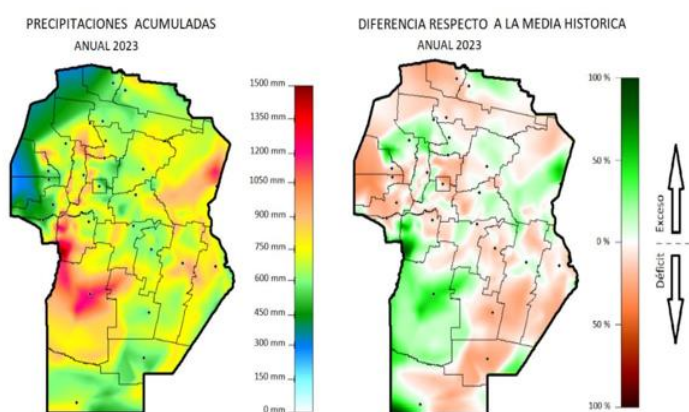 PRECIPITACIONES ACUMULADAS
ANUAL 2023
1500 mm
1350 mm
1200 mm
1050 mm
900 mm
750 mm
600 mm
450 mm
300 mm
150 mm
0 mm
DIFERENCIA RESPECTO A LA MEDIA HISTORICA
ANUAL 2023
100 %
50 %
0 %
50 %
100 %
Exceso
Déficit